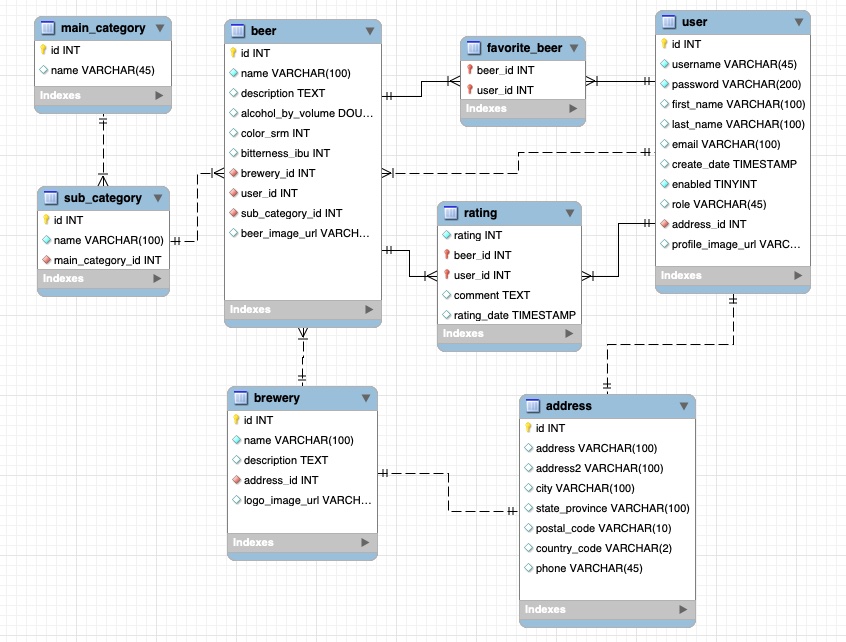 main_category
id INT
name VARCHAR(45)
Indexes
sub_category
id INT
name VARCHAR(100)
main_category_id INT
Indexes
beer
id INT
name VARCHAR(100)
description TEXT
alcohol_by_volume DOU...
color_srm INT
bitterness_ibu INT
brewery_id INT
user_id INT
sub_category_id INT
beer_image_url VARCH...
Indexes
brewery
id INT
name VARCHAR(100)
description TEXT
address_id INT
logo_image_url VARCH...
Indexes
favorite_beer
beer_id INT
user_id INT
Indexes
rating
rating INT
beer_id INT
user_id INT
comment TEXT
rating_date TIMESTAMP
Indexes
user
id INT
username VARCHAR(45)
password VARCHAR(200)
first_name VARCHAR(100)
last_name VARCHAR(100)
email VARCHAR(100)
create_date TIMESTAMP
enabled TINYINT
role VARCHAR(45)
address_id INT
profile_image_url VARC...
Indexes
address
id INT
address VARCHAR(100)
address2 VARCHAR(100)
city VARCHAR(100)
state_province VARCHAR(100)
postal_code VARCHAR(10)
country_code VARCHAR(2)
phone VARCHAR(45)
Indexes